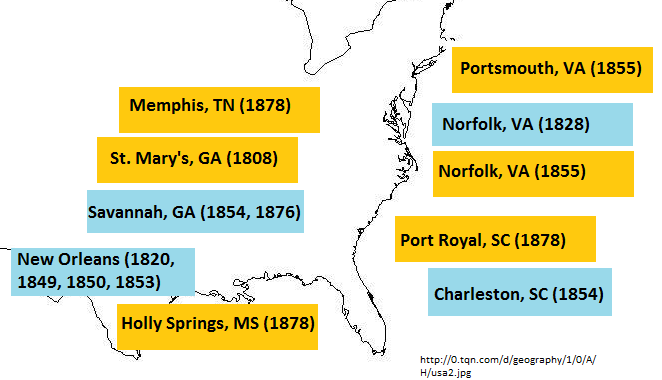 Portsmouth, VA (1855)
Memphis, TN (1878)
Norfolk, VA (1828)
St. Mary's, GA (1808)
Norfolk, VA (1855)
Savannah, GA (1854, 1876)
Port Royal, SC (1878)
New Orleans (1820,
1849, 1850, 1853)
Charleston, SC (1854)
Holly Springs, MS (1878)
http://0.tqn.com/d/geography/1/0/A/
H/usa2.jpg